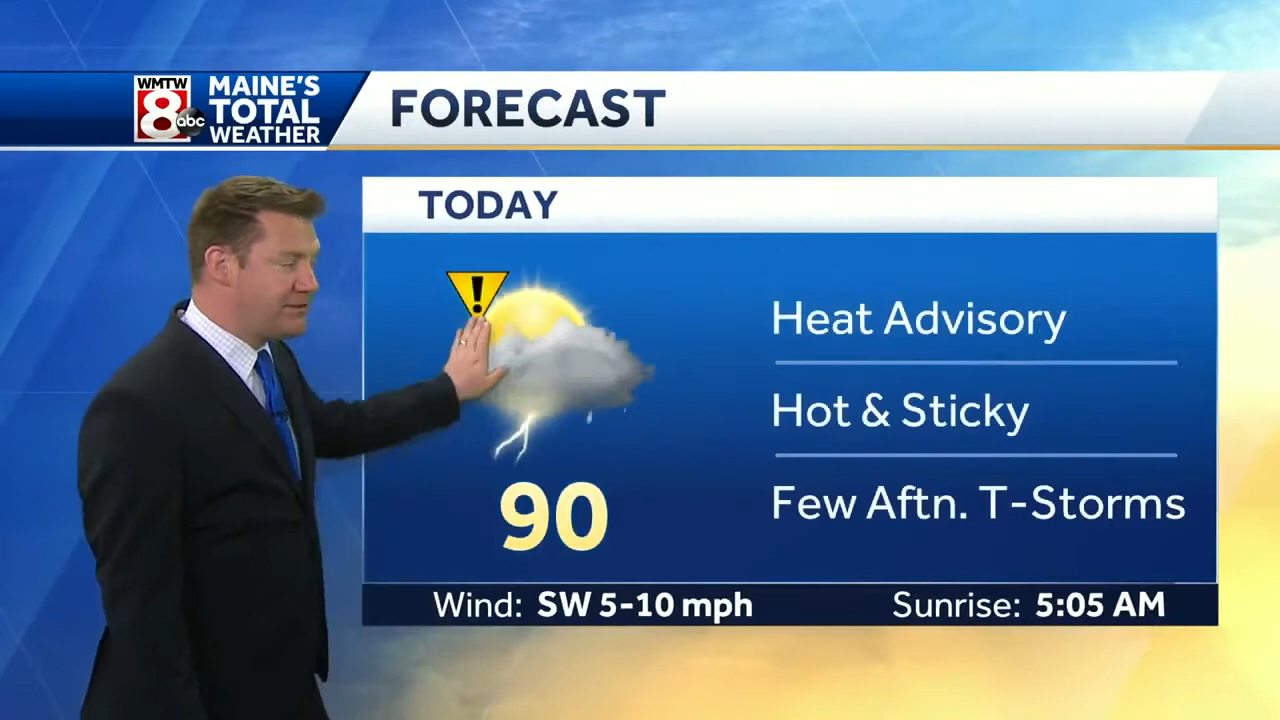 WMTW
8
abc
MAINE'S
TOTAL
WEATHER
FORECAST
TODAY
!
Heat Advisory
Hot & Sticky
90
Few Aftn. T-Storms
Wind: SW 5-10 mph
Sunrise: 5:05 AM